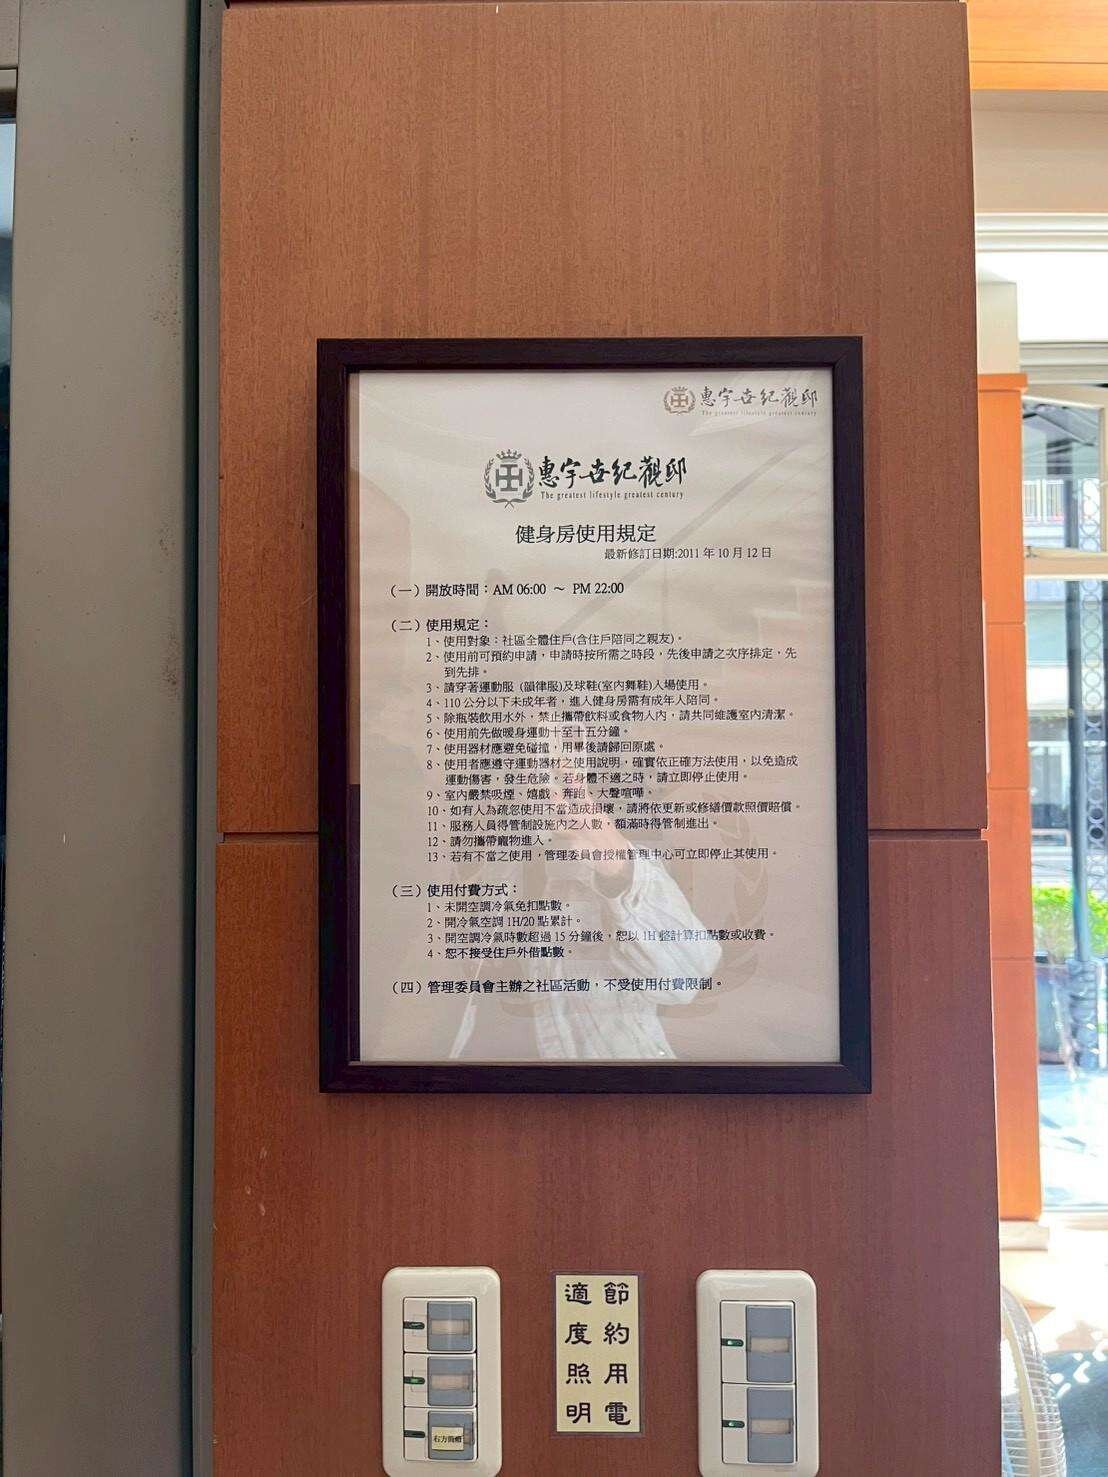 惠宇世紀觀邸
The greatest lifestyle greatest century
惠宇世紀觀邸
The greatest lifestyle greatest century
健身房使用規定
最新修訂日期:2011 年 10 月 12 日
（一）開放時間：AM 06:00 ～ PM 22:00
（二）使用規定：
1、使用對象：社區全體住戶(含住戶陪同之親友)。
2、使用前可預約申請，申請時按所需之時段，先後申請之次序排定，先
到先排。
3、請穿著運動服 (韻律服)及球鞋(室內舞鞋)入場使用。
4、110 公分以下未成年者，進入健身房需有成年人陪同。
5、除瓶裝飲用水外，禁止攜帶飲料或食物入內，請共同維護室內清潔。
6、使用前先做暖身運動十至十五分鐘。
7、使用器材應避免碰撞，用畢後請歸回原處。
8、使用者應遵守運動器材之使用說明，確實依正確方法使用，以免造成
運動傷害，發生危險。若身體不適之時，請立即停止使用。
9、室內嚴禁吸煙、嬉戲、奔跑、大聲喧嘩。
10、如有人為疏忽使用不當造成損壞，請將依更新或修繕價款照價賠償。
11、服務人員得管制設施內之人數，額滿時得管制進出。
12、請勿攜帶寵物進入。
13、若有不當之使用，管理委員會授權管理中心可立即停止其使用。
（三）使用付費方式：
1、未開空調冷氣免扣點數。
2、開冷氣空調 1H/20 點累計。
3、開空調冷氣時數超過 15 分鐘後，恕以 1H 整計算扣點數或收費。
4、恕不接受住戶外借點數。
（四）管理委員會主辦之社區活動，不受使用付費限制。
節約用電
適度照明